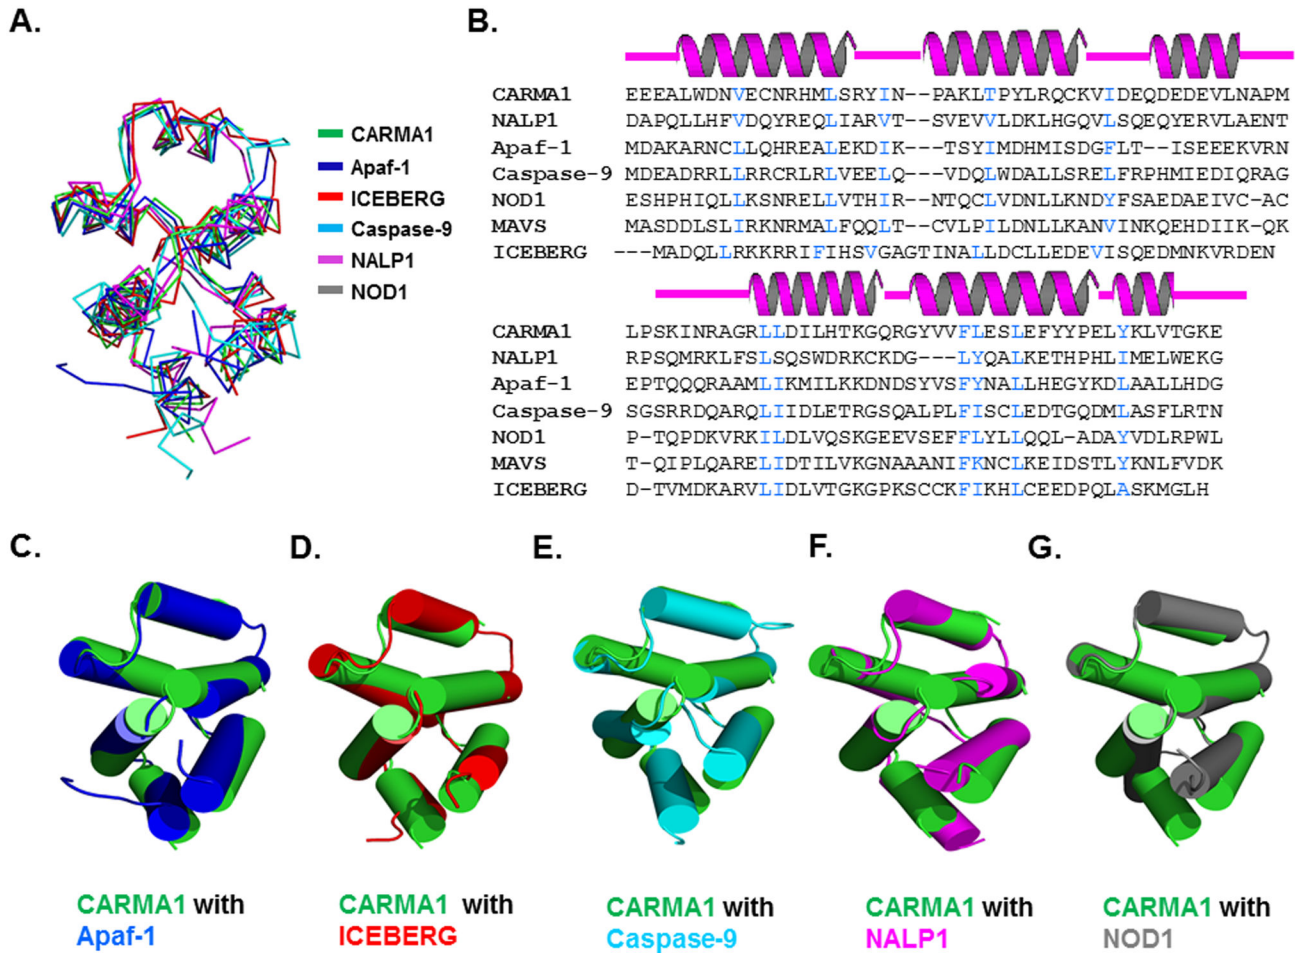 A.
CARMA1
Apaf-1
ICEBERG
Caspase-9
NALP1
NOD1
B.
CARMA1 EEEALWDNVECNRHMLSRYIN--PAKLTPYLRQCKVIDEQDEDEVLNAPM
NALP1 DAPQLLHFVDQYREQLIARVT--SVEVVLDKLHGQVLSQEQYERVLAENT
Apaf-1 MDAKARNCLLQHREALEKDIK--TSYIMDHMISDGFLT--ISEEEKVRN
Caspase-9 MDEADRRLLRRCRLRLVEELQ--VDQLWDALLSRELFRPHMIEDIQRAG
NOD1 ESHPHIQLLKSNRELLVTHIR--NTQCLVDNLLKNDYFSAEDAEIVC-AC
MAVS MASDDLSLIRKNRMALFQQLTCVLPILDNLLKANVINKQEHDIIK-QK
ICEBERG ---MADQLLRKKRRIFIHSVGAGTINALLDCLLEDEVISQEDMNKVRDEN
CARMA1 LPSKINRAGRLLDILHTKGQRGYVVFLESLEFYYPELYKLVTGKE
NALP1 RPSQMRKLFSLSQSWDRKCKDG---LYQALKETHPHLIMELWEKG
Apaf-1 EPTQQQRAAMLIKMILKKDNDSYVSFYNALLHEGYKDLAALLHDG
Caspase-9 SGSRRDQARQLIIDLETRGSQALPLFISCLEDTGQDMLASFLRTN
NOD1 P-TQPDKVRKILDLVQSKGEEVSEFFLYLLQQL-ADAYVDLRPWL
MAVS T-QIPLQARELIDTILVKGNAAANIFKNCLKEIDSTLYKNLFVDK
ICEBERG D-TVMDKARVLIDLVTGKGPKSCCKFIKHLCEEDPQLASKMGLH
C.
D.
E.
F.
G.
CARMA1 with
Apaf-1
CARMA1 with
ICEBERG
CARMA1 with
Caspase-9
CARMA1 with
NALP1
CARMA1 with
NOD1